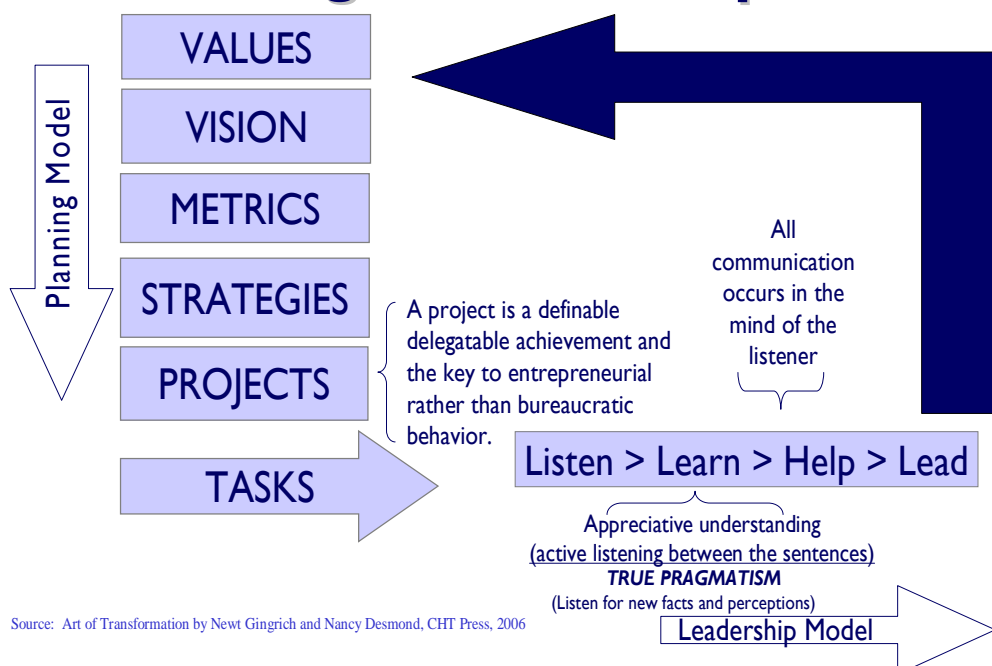 VALUES
VISION
METRICS
STRATEGIES
PROJECTS
TASKS
Planning Model
A project is a definable
delegatable achievement and
the key to entrepreneurial
rather than bureaucratic
behavior.
All
communication
occurs in the
mind of the
listener
Listen > Learn > Help > Lead
Appreciative understanding
(active listening between the sentences)
TRUE PRAGMATISM
(Listen for new facts and perceptions)
Leadership Model
Source: Art of Transformation by Newt Gingrich and Nancy Desmond, CHT Press, 2006